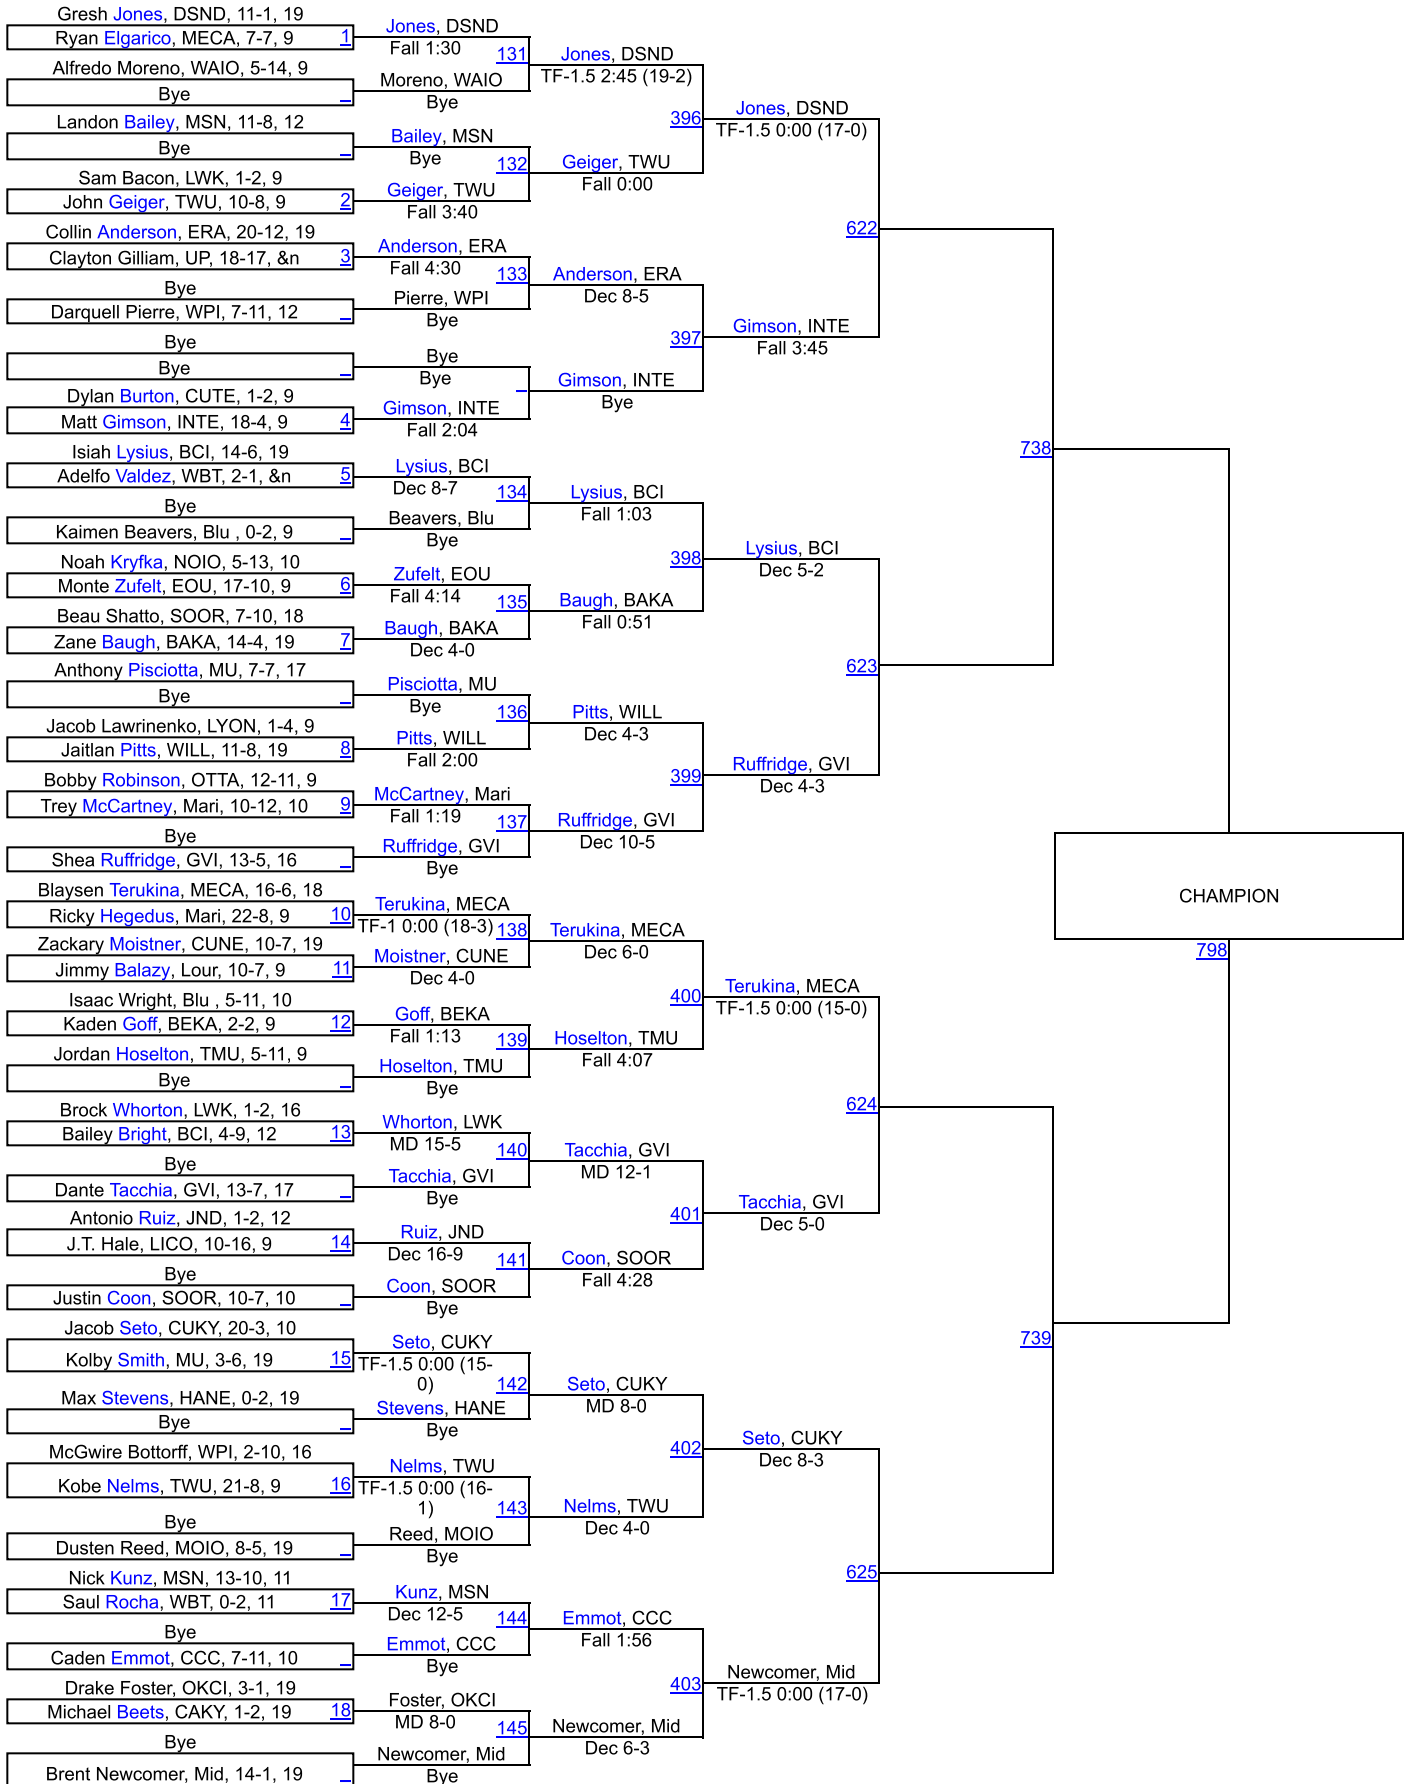 Gresh Jones, DSND, 11-1, 19
Ryan Elgarico, MECA, 7-7, 9 1
Alfredo Moreno, WAIO, 5-14, 9
Bye
Landon Bailey, MSN, 11-8, 12
Bye
Sam Bacon, LWK, 1-2, 9
John Geiger, TWU, 10-8, 9 2
Collin Anderson, ERA, 20-12, 19
Clayton Gilliam, UP, 18-17, &n 3
Bye
Darquell Pierre, WPI, 7-11, 12
Bye
Bye
Dylan Burton, CUTE, 1-2, 9
Matt Gimson, INTE, 18-4, 9 4
Isiah Lysius, BCI, 14-6, 19
Adelfo Valdez, WBT, 2-1, &n 5
Bye
Kaimen Beavers, Blu , 0-2, 9
Noah Kryfka, NOIO, 5-13, 10
Monte Zufelt, EOU, 17-10, 9 6
Beau Shatto, SOOR, 7-10, 18
Zane Baugh, BAKA, 14-4, 19 7
Anthony Pisciotta, MU, 7-7, 17
Bye
Jacob Lawrinenko, LYON, 1-4, 9
Jaitlan Pitts, WILL, 11-8, 19 8
Bobby Robinson, OTTA, 12-11, 9
Trey McCartney, Mari, 10-12, 10 9
Bye
Shea Ruffridge, GVI, 13-5, 16
Blaysen Terukina, MECA, 16-6, 18
Ricky Hegedus, Mari, 22-8, 9 10
Zackary Moistner, CUNE, 10-7, 19
Jimmy Balazy, Lour, 10-7, 9 11
Isaac Wright, Blu , 5-11, 10
Kaden Goff, BEKA, 2-2, 9 12
Jordan Hoselton, TMU, 5-11, 9
Bye
Brock Whorton, LWK, 1-2, 16
Bailey Bright, BCI, 4-9, 12 13
Bye
Dante Tacchia, GVI, 13-7, 17
Antonio Ruiz, JND, 1-2, 12
J.T. Hale, LICO, 10-16, 9 14
Bye
Justin Coon, SOOR, 10-7, 10
Jacob Seto, CUKY, 20-3, 10
Kolby Smith, MU, 3-6, 19 15
Max Stevens, HANE, 0-2, 19
Bye
McGwire Bottorff, WPI, 2-10, 16
Kobe Nelms, TWU, 21-8, 9 16
Bye
Dusten Reed, MOIO, 8-5, 19
Nick Kunz, MSN, 13-10, 11
Saul Rocha, WBT, 0-2, 11 17
Bye
Caden Emmot, CCC, 7-11, 10
Drake Foster, OKCI, 3-1, 19
Michael Beets, CAKY, 1-2, 19 18
Bye
Brent Newcomer, Mid, 14-1, 19
Jones, DSND
Fall 1:30
131
Moreno, WAIO
Bye
Bailey, MSN
Bye
132
Geiger, TWU
Fall 3:40
Anderson, ERA
Fall 4:30
133
Pierre, WPI
Bye
Bye
Bye
Gimson, INTE
Fall 2:04
Lysius, BCI
Dec 8-7
134
Beavers, Blu
Bye
Zufelt, EOU
Fall 4:14
135
Baugh, BAKA
Dec 4-0
Pisciotta, MU
Bye
136
Pitts, WILL
Fall 2:00
McCartney, Mari
Fall 1:19
137
Ruffridge, GVI
Bye
Terukina, MECA
TF-1 0:00 (18-3)
138
Moistner, CUNE
Dec 4-0
Goff, BEKA
Fall 1:13
139
Hoselton, TMU
Bye
Whorton, LWK
MD 15-5
140
Tacchia, GVI
Bye
Ruiz, JND
Dec 16-9
141
Coon, SOOR
Bye
Seto, CUKY
TF-1.5 0:00 (15-
0)
142
Stevens, HANE
Bye
Nelms, TWU
TF-1.5 0:00 (16-
1)
143
Reed, MOIO
Bye
Kunz, MSN
Dec 12-5
144
Emmot, CCC
Bye
Foster, OKCI
MD 8-0
145
Newcomer, Mid
Bye
Jones, DSND
TF-1.5 2:45 (19-2)
396
Geiger, TWU
Fall 0:00
Anderson, ERA
Dec 8-5
397
Gimson, INTE
Bye
Lysius, BCI
Fall 1:03
398
Baugh, BAKA
Fall 0:51
Pitts, WILL
Dec 4-3
399
Ruffridge, GVI
Dec 10-5
Terukina, MECA
Dec 6-0
400
Hoselton, TMU
Fall 4:07
Tacchia, GVI
MD 12-1
401
Coon, SOOR
Fall 4:28
Seto, CUKY
MD 8-0
402
Nelms, TWU
Dec 4-0
Emmot, CCC
Fall 1:56
403
Newcomer, Mid
Dec 6-3
Jones, DSND
TF-1.5 0:00 (17-0)
622
Gimson, INTE
Fall 3:45
Lysius, BCI
Dec 5-2
623
Ruffridge, GVI
Dec 4-3
Terukina, MECA
TF-1.5 0:00 (15-0)
624
Tacchia, GVI
Dec 5-0
Seto, CUKY
Dec 8-3
625
Newcomer, Mid
TF-1.5 0:00 (17-0)
738
739
CHAMPION
798